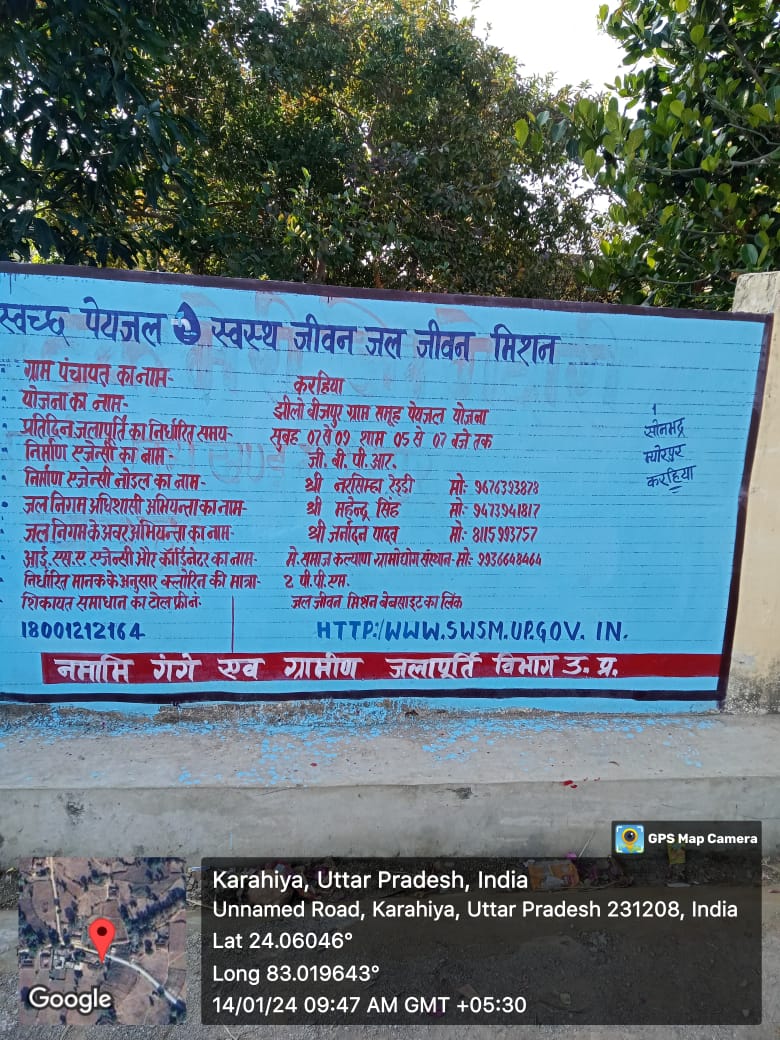 स्वच्छ पेयजल स्वस्थ जीवन जल जीवन मिशन
ग्राम पंचायत का नाम- करहिया
योजना का नाम- झीलो बीजपुर ग्राम समूह पेयजल योजना
प्रतिदिन जलापूर्ति का निर्धारित समय- सुबह 07 से 09 शाम 05 से 07 बजे तक
निर्माण एजेन्सी का नाम- जी. वी. पी. आर.
निर्माण एजेन्सी नोडल का नाम- श्री नरसिम्हा रेड्डी मो:- 9676393878
जल निगम अधिशासी अभियन्ता का नाम- श्री महेन्द्र सिंह मो:- 9473941817
जल निगम के अवर अभियन्ता का नाम- श्री जर्नादन यादव मो:- 8115993757
आई. एस. ए. एजेन्सी और कॉर्डिनेटर का नाम- मे. समाज कल्याण ग्रामोद्योग संस्थान- मो:- 9936648464
निर्धारित मानक के अनुसार क्लोरिन की मात्रा- 2 पी. पी. एम.
शिकायत समाधान का टोल फ्री नं. जल जीवन मिशन बेबसाइट का लिंक
18001212164 HTTP:/WWW.SWSM.UP.GOV. IN.
नमामि गंगे एव ग्रामीण जलापूर्ति विभाग उ. प्र.
सोनभद्र
म्योरपुर
करहिया
GPS Map Camera
Karahiya, Uttar Pradesh, India
Unnamed Road, Karahiya, Uttar Pradesh 231208, India
Lat 24.06046°
Long 83.019643°
14/01/24 09:47 AM GMT +05:30
Google